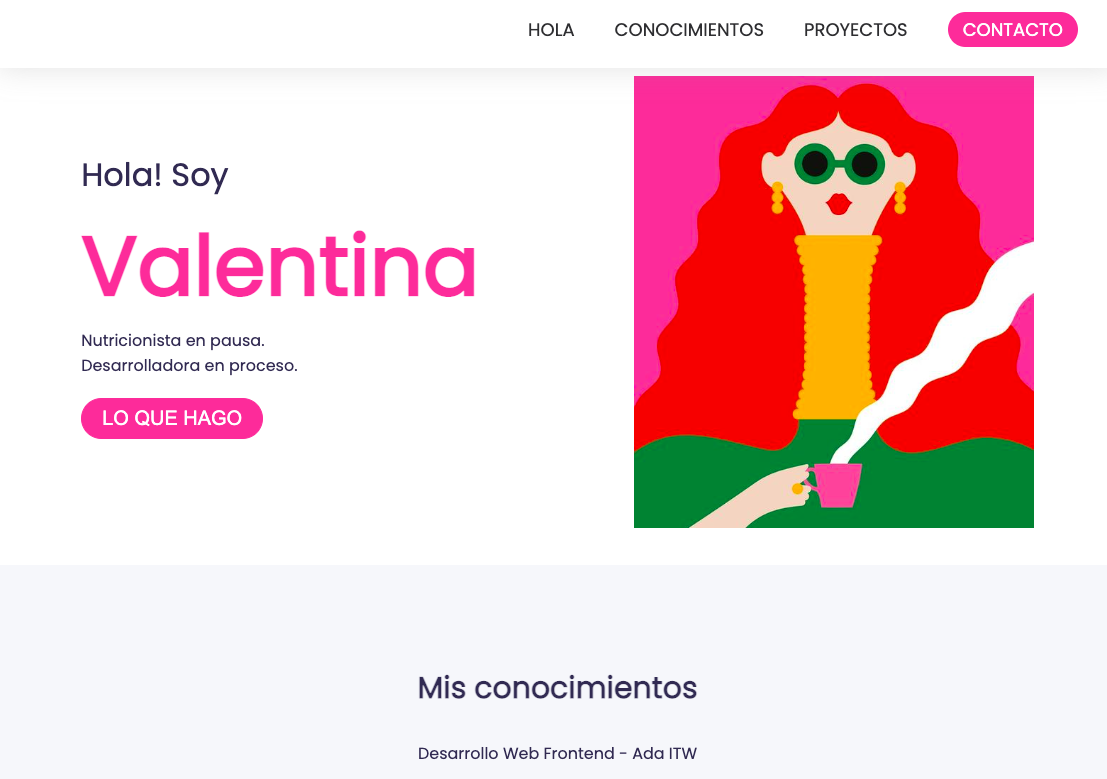 HOLA CONOCIMIENTOS PROYECTOS CONTACTO
Hola! Soy
Valentina
Nutricionista en pausa.
Desarrolladora en proceso.
LO QUE HAGO
Mis conocimientos
Desarrollo Web Frontend - Ada ITW